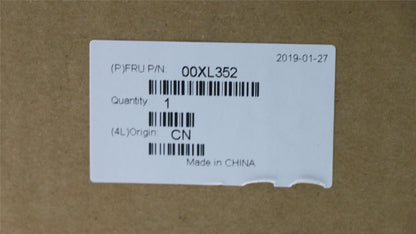 2019-01-27
(P)FRU P/N: 00XL352
Quantity 1
(4L)Origin: CN
Made in CHINA